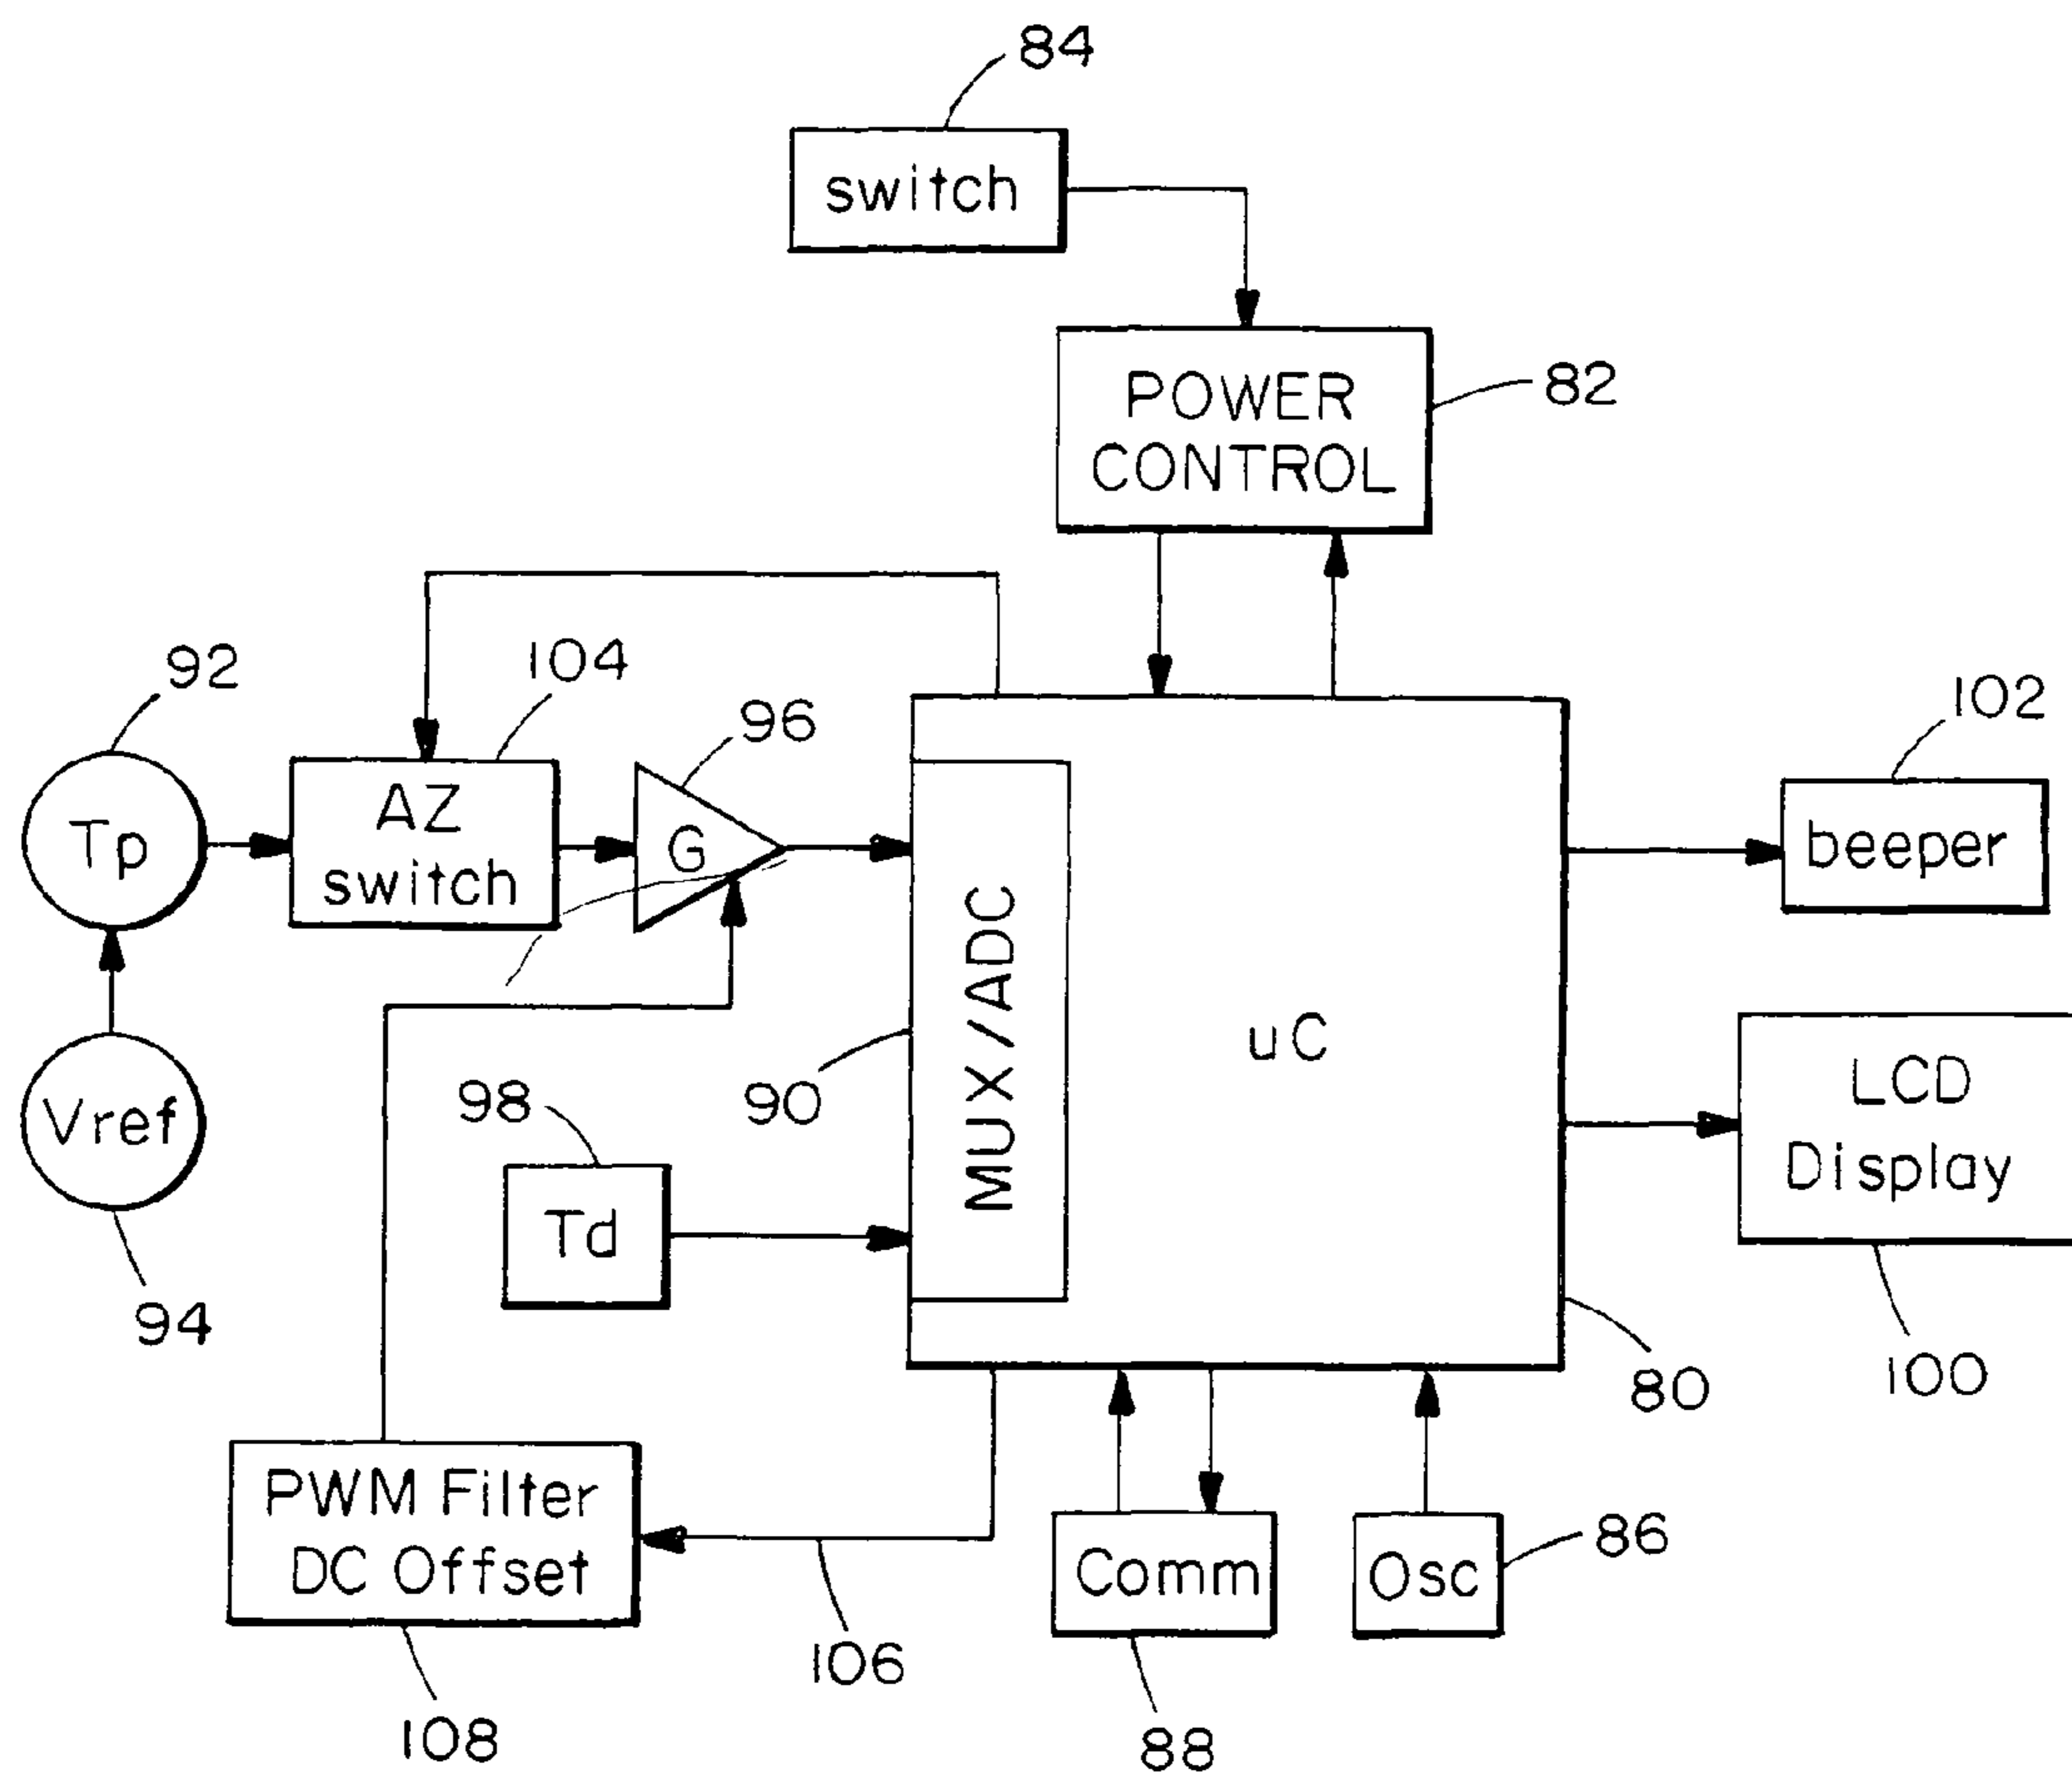 84
switch
POWER
CONTROL
82
92
104
96
102
Tp
AZ
switch
G
beeper
MUX/ADC
uC
Vref
98
90
LCD
Display
Td
94
80
100
PWM Filter
DC Offset
Comm
Osc
86
106
108
88